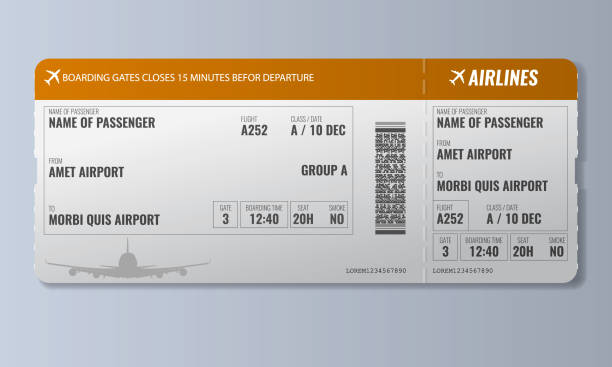 BOARDING GATES CLOSES 15 MINUTES BEFOR DEPARTURE
NAME OF PASSENGER
NAME OF PASSENGER
FLIGHT
A252
CLASS / DATE
A / 10 DEC
FROM
AMET AIRPORT
GROUP A
TO
MORBI QUIS AIRPORT
GATE BOARDING TIME SEAT SMOKE
3 12:40 20H NO
LOREM1234567890
AIRLINES
NAME OF PASSENGER
NAME OF PASSENGER
FROM
AMET AIRPORT
TO
MORBI QUIS AIRPORT
FLIGHT CLASS / DATE
A252 A / 10 DEC
GATE BOARDING TIME SEAT SMOKE
3 12:40 20H NO
LOREM1234567890